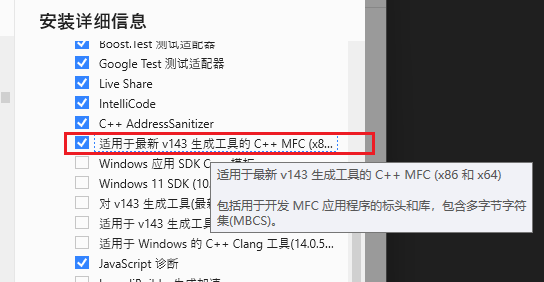 安装详细信息
Boost.Test 测试适配器
Google Test 测试适配器
Live Share
IntelliCode
C++ AddressSanitizer
适用于最新 v143 生成工具的 C++ MFC (x8...
Windows 应用 SDK C++ 模板
适用于最新 v143 生成工具的 C++ MFC (x86 和 x64)
Windows 11 SDK (10.
包括用于开发 MFC 应用程序的标头和库，包含多字节字符
对 v143 生成工具(最新
集(MBCS)。
适用于 v143 生成工
适用于 Windows 的 C++ Clang 工具(14.0.5...
JavaScript 诊断